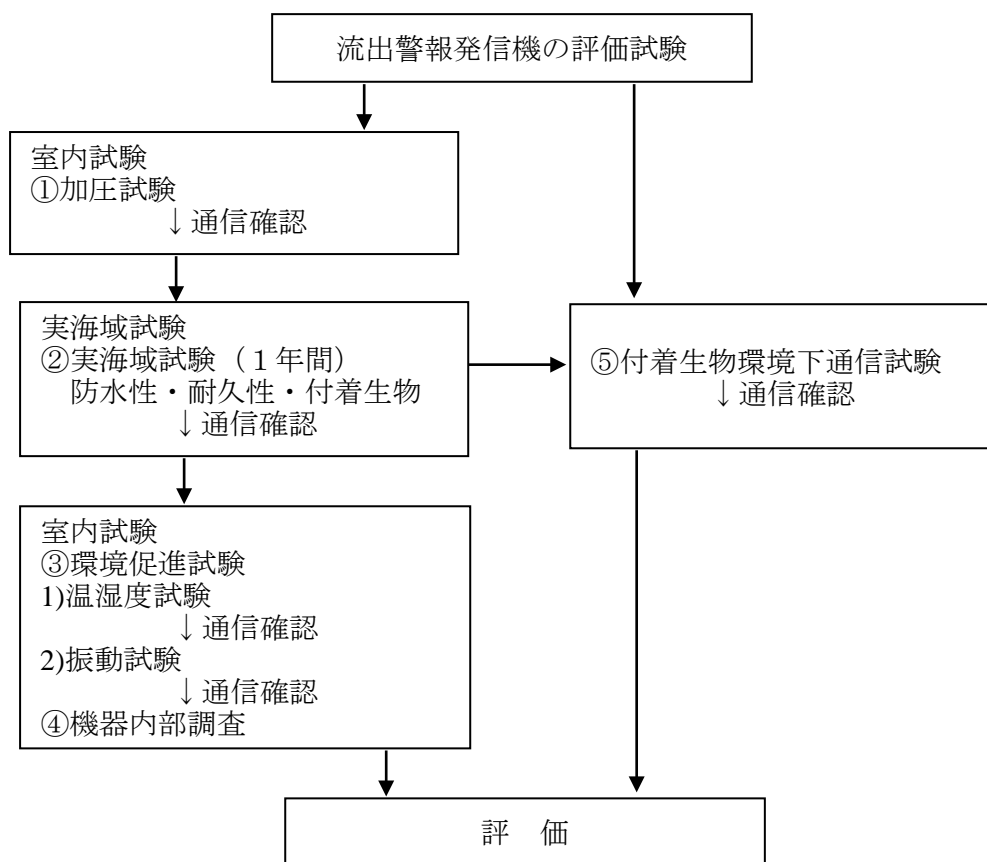 流出警報発信機の評価試験
室内試験
①加圧試験
↓通信確認
実海域試験
②実海域試験（１年間）
防水性・耐久性・付着生物
↓通信確認
⑤付着生物環境下通信試験
↓通信確認
室内試験
③環境促進試験
1)温湿度試験
↓通信確認
2)振動試験
↓通信確認
④機器内部調査
評　価